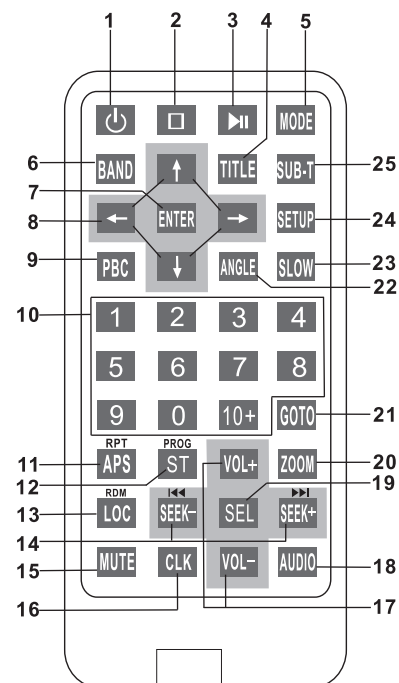 1 2 3 4 5
MODE
6 BAND TITLE SUB-T 25
7 ENTER SETUP 24
8
9 PBC ANGLE SLOW 23
22
10 1 2 3 4
5 6 7 8
9 0 10+ GOTO 21
RPT PROG
11 APS ST VOL+ ZOOM 20
12 19
RDM
13 LOC SEEK– SEL SEEK+
14
15 MUTE CLK VOL– AUDIO 18
16 17